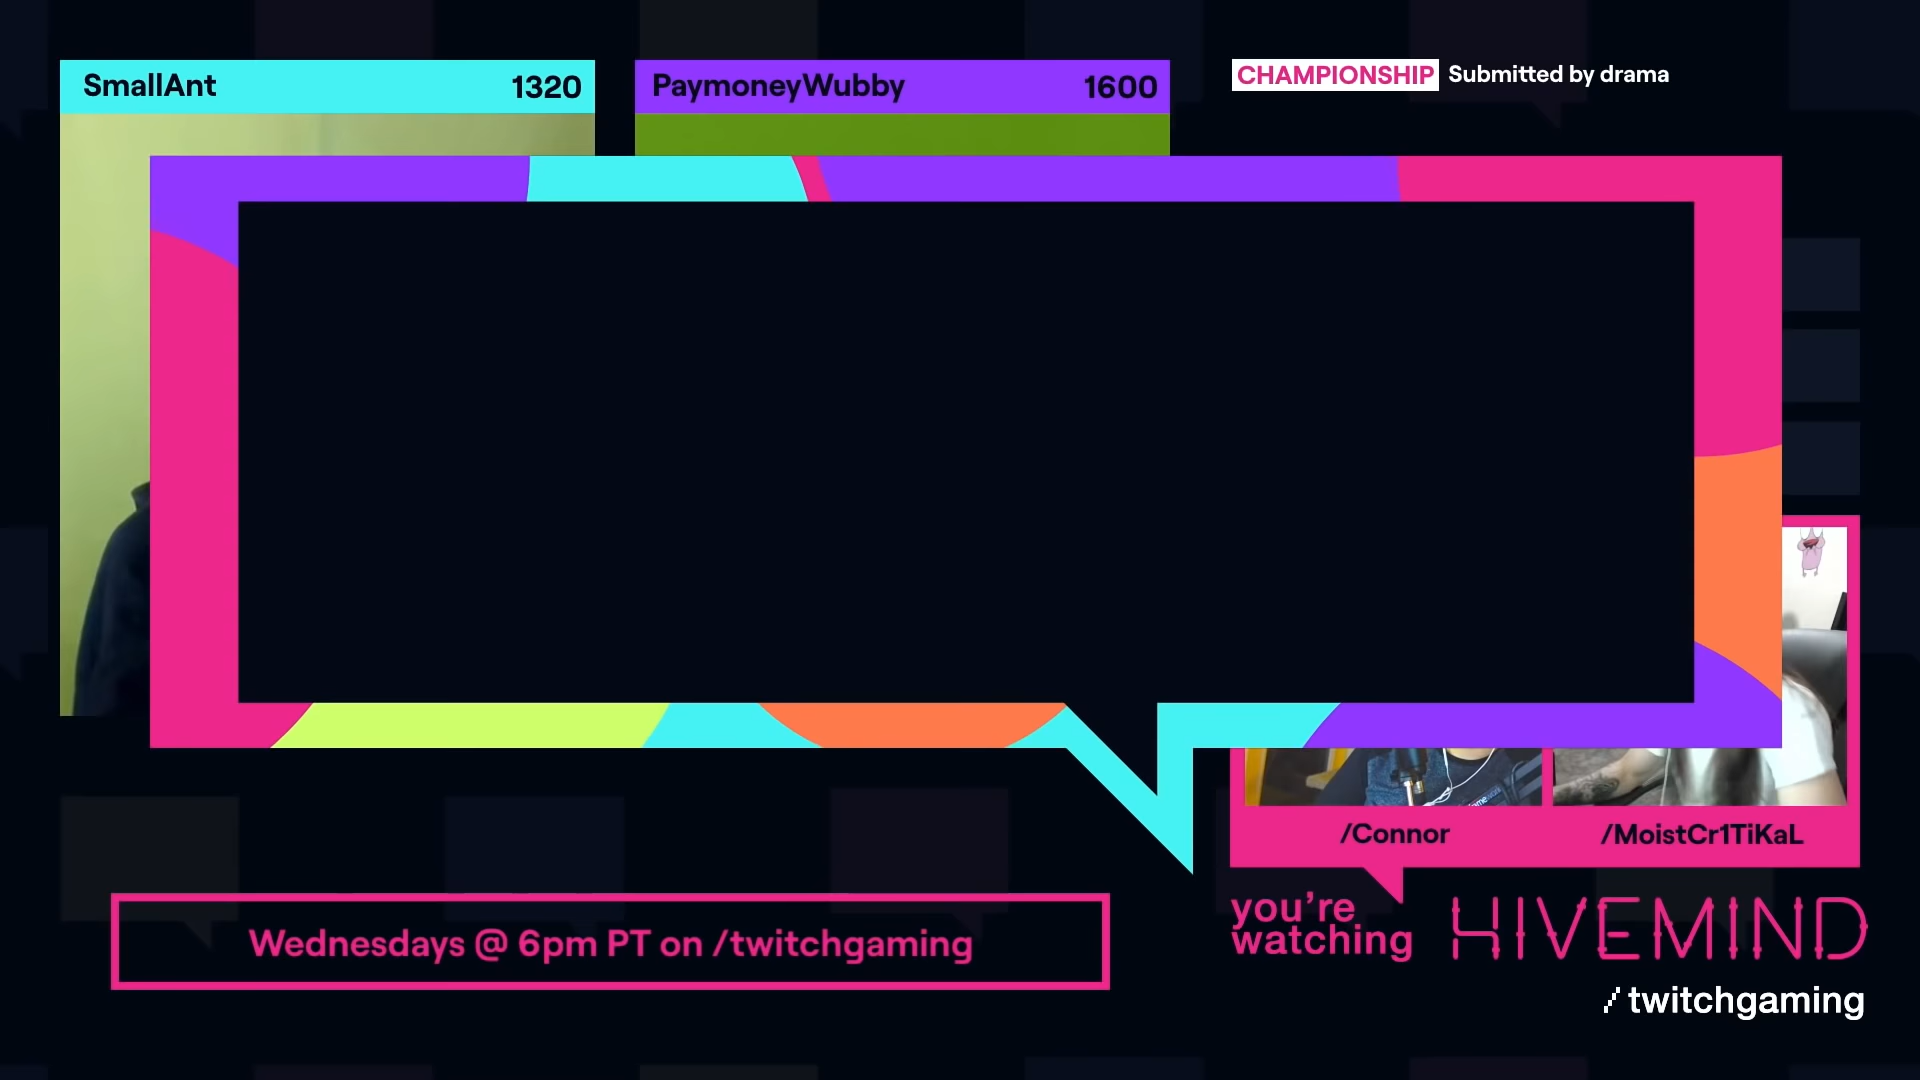 SmallAnt 1320
PaymoneyWubby 1600
CHAMPIONSHIP Submitted by drama
/Connor
/MoistCr1TiKaL
Wednesdays @ 6pm PT on /twitchgaming
you're
watching
HIVEMIND
/twitchgaming